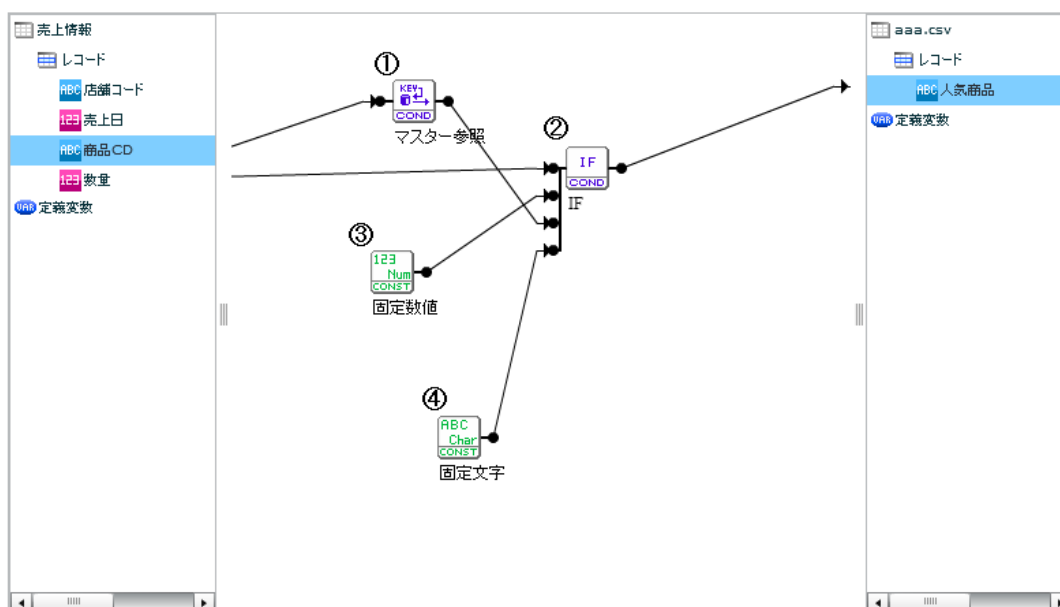 売上情報
レコード
ABC 店舗コード
123 売上日
ABC 商品CD
123 数量
VAR 定義変数
①
KEY
COND
マスター参照
②
IF
COND
IF
③
123
Num
CONST
固定数値
④
ABC
Char
CONST
固定文字
aaa.csv
レコード
ABC 人気商品
VAR 定義変数